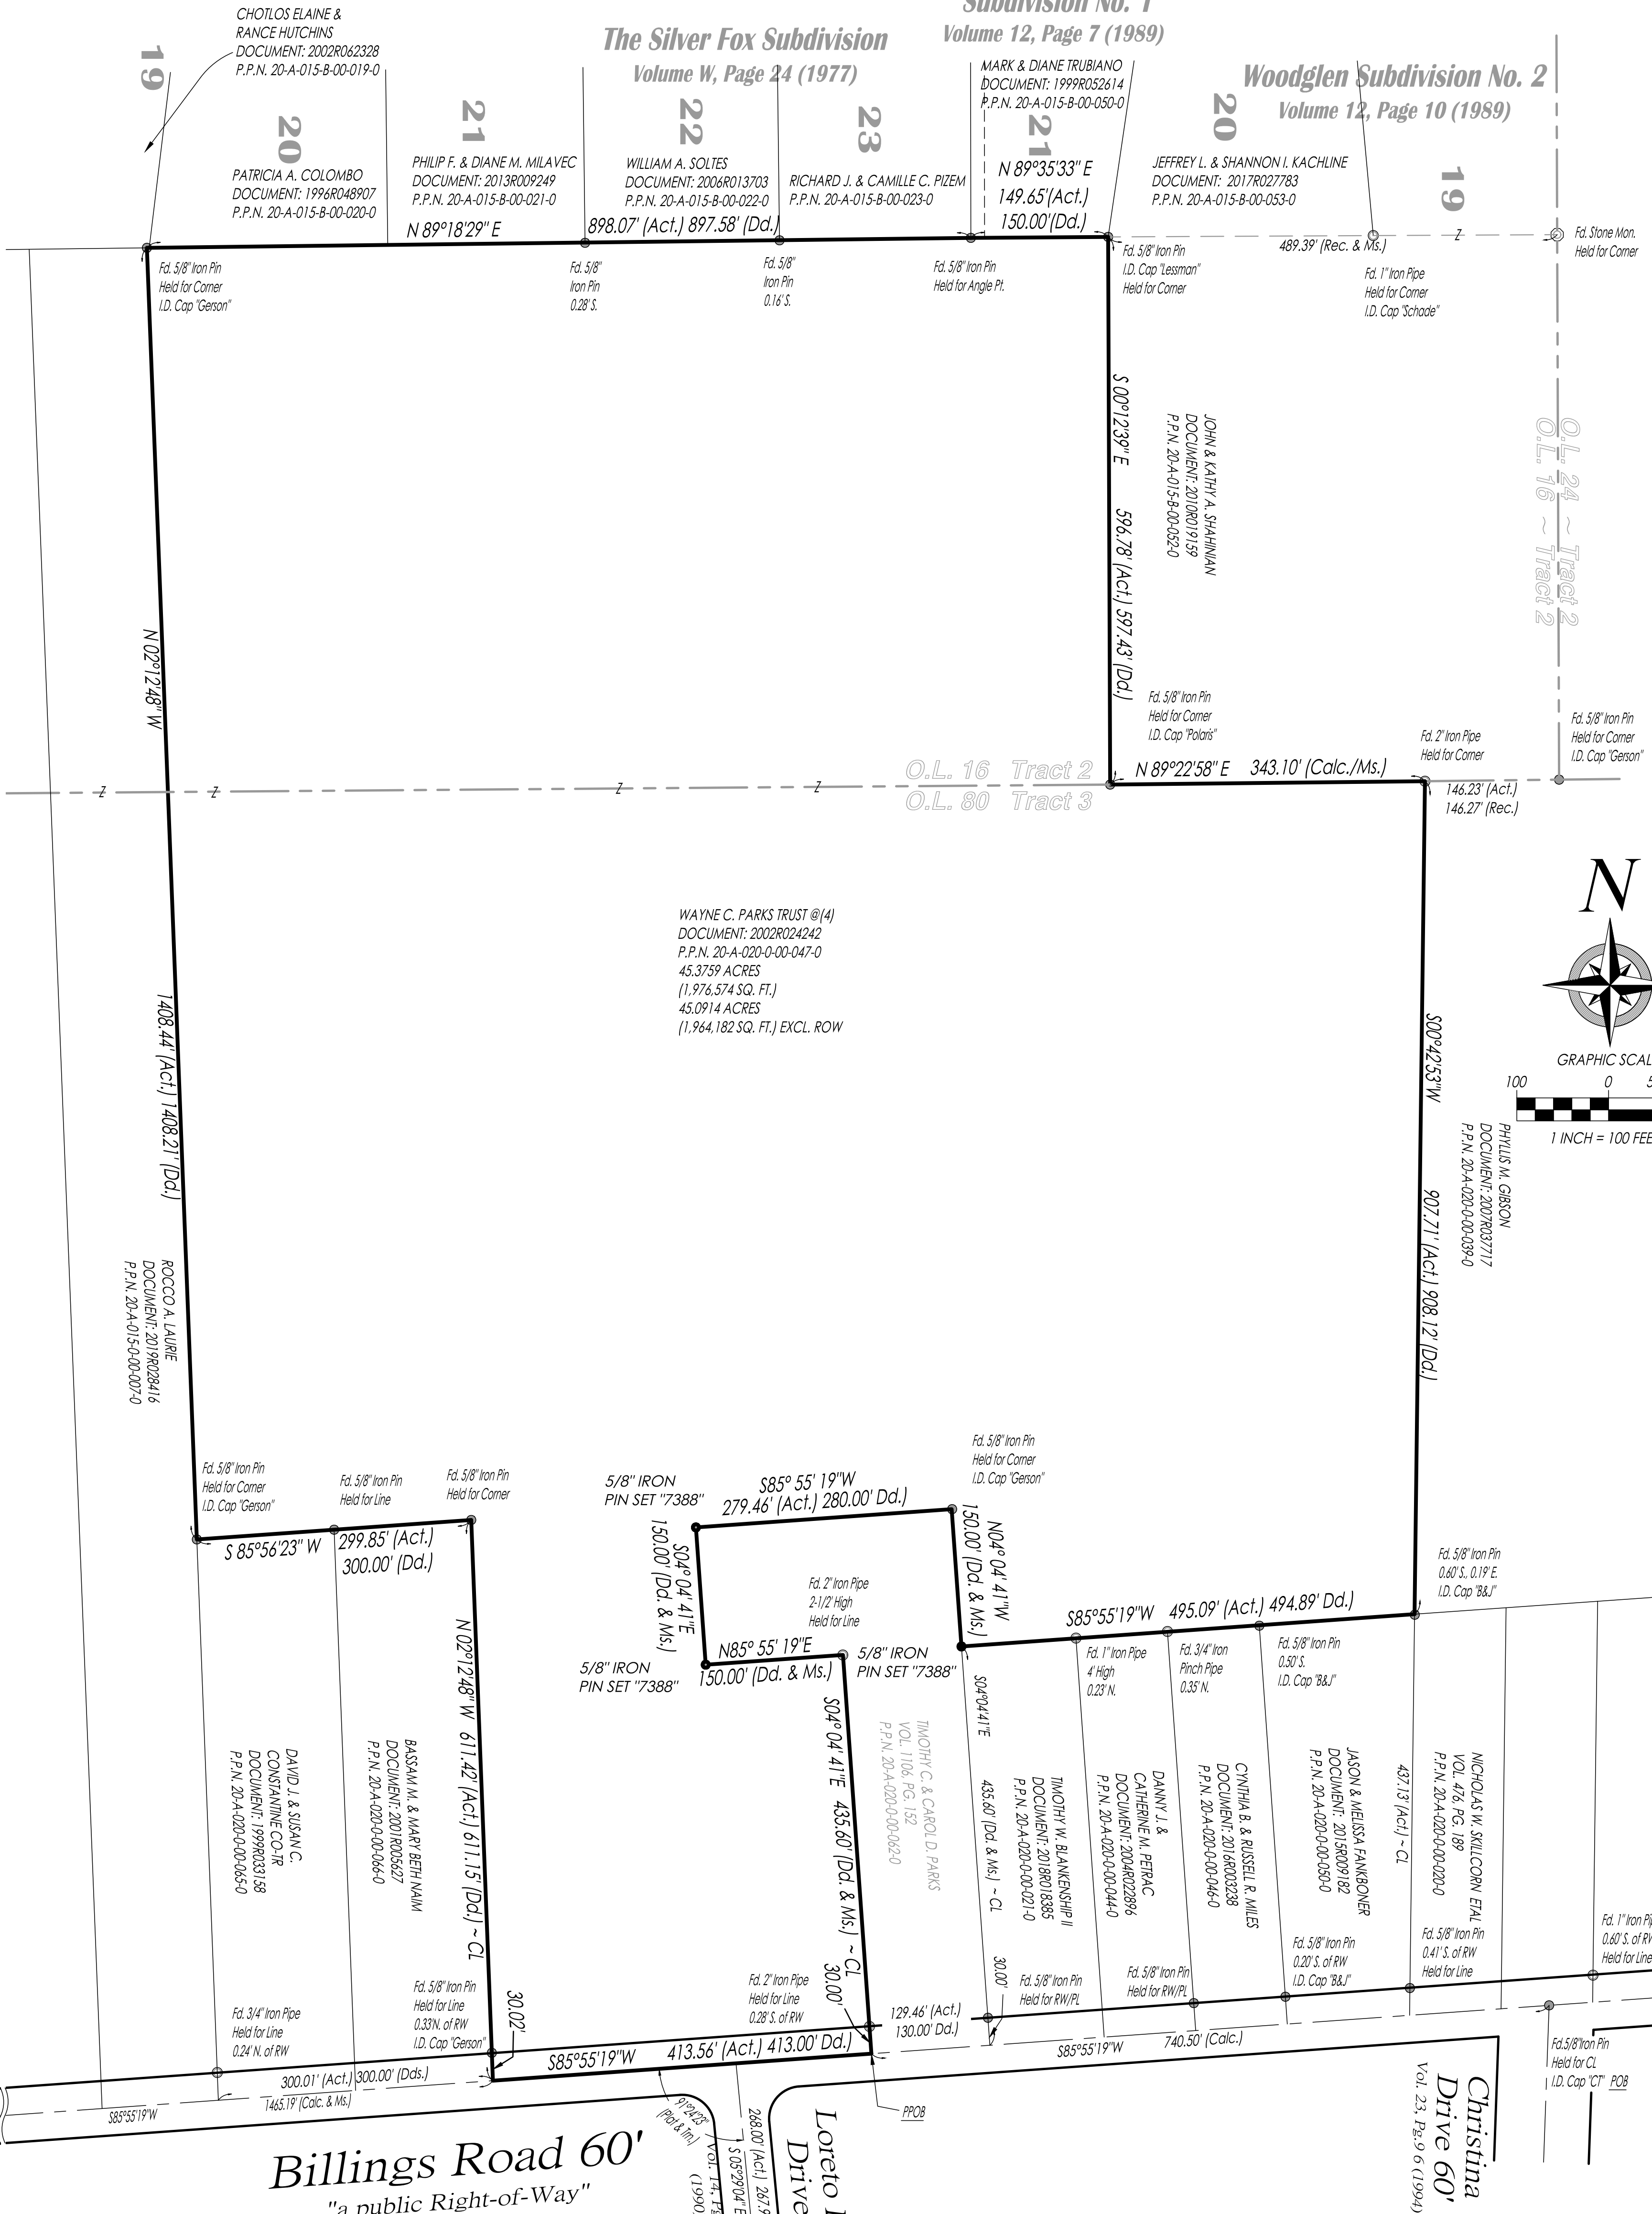 CHOTLOS ELAINE &
RANCE HUTCHINS
DOCUMENT: 2002R062328
P.P.N. 20-A-015-B-00-019-0
The Silver Fox Subdivision
Volume W, Page 24 (1977)
Subdivision No. 1
Volume 12, Page 7 (1989)
MARK & DIANE TRUBIANO
DOCUMENT: 1999R052614
P.P.N. 20-A-015-B-00-050-0
Woodglen Subdivision No. 2
Volume 12, Page 10 (1989)
19
20
21
22
23
21
20
19
PATRICIA A. COLOMBO
DOCUMENT: 1996R048907
P.P.N. 20-A-015-B-00-020-0
PHILIP F. & DIANE M. MILAVEC
DOCUMENT: 2013R009249
P.P.N. 20-A-015-B-00-021-0
WILLIAM A. SOLTES
DOCUMENT: 2006R013703
P.P.N. 20-A-015-B-00-022-0
RICHARD J. & CAMILLE C. PIZEM
P.P.N. 20-A-015-B-00-023-0
N 89°35'33" E
149.65'(Act.)
150.00'(Dd.)
JEFFREY L. & SHANNON I. KACHLINE
DOCUMENT: 2017R027783
P.P.N. 20-A-015-B-00-053-0
N 89°18'29" E
898.07' (Act.) 897.58' (Dd.)
489.39' (Rec. & Ms.)
Z
Fd. Stone Mon.
Held for Corner
Fd. 5/8" Iron Pin
Held for Corner
I.D. Cap "Gerson"
Fd. 5/8"
Iron Pin
0.28' S.
Fd. 5/8"
Iron Pin
0.16' S.
Fd. 5/8" Iron Pin
Held for Angle Pt.
Fd. 5/8" Iron Pin
I.D. Cap "Lessman"
Held for Corner
Fd. 1" Iron Pipe
Held for Corner
I.D. Cap "Schade"
S 00°12'39" E
596.78' (Act.) 597.43' (Dd.)
JOHN & KATHY A. SHAHINIAN
DOCUMENT: 2010R019159
P.P.N. 20-A-015-B-00-052-0
O.L. 24 ~ Tract 2
O.L. 16 ~ Tract 2
N 02°12'48" W
1408.44' (Act.) 1408.21' (Dd.)
Fd. 5/8" Iron Pin
Held for Corner
I.D. Cap "Polaris"
Fd. 2" Iron Pipe
Held for Corner
Fd. 5/8" Iron Pin
Held for Corner
I.D. Cap "Gerson"
N 89°22'58" E 343.10' (Calc./Ms.)
146.23' (Act.)
146.27' (Rec.)
Z
Z
Z
Z
O.L. 16 Tract 2
O.L. 80 Tract 3
WAYNE C. PARKS TRUST @(4)
DOCUMENT: 2002R024242
P.P.N. 20-A-020-0-00-047-0
45.3759 ACRES
(1,976,574 SQ. FT.)
45.0914 ACRES
(1,964,182 SQ. FT.) EXCL. ROW
N
GRAPHIC SCAL
100 0 5
1 INCH = 100 FEE
S00°42'53"W
907.71' (Act.) 908.12' (Dd.)
PHYLLIS M. GIBSON
DOCUMENT: 2007R037717
P.P.N. 20-A-020-0-00-039-0
ROCCO A. LAURIE
DOCUMENT: 2019R028416
P.P.N. 20-A-015-0-00-007-0
Fd. 5/8" Iron Pin
Held for Corner
I.D. Cap "Gerson"
Fd. 5/8" Iron Pin
Held for Line
Fd. 5/8" Iron Pin
Held for Corner
S 85°56'23" W
299.85' (Act.)
300.00' (Dd.)
5/8" IRON
PIN SET "7388"
S85° 55' 19"W
279.46' (Act.) 280.00' Dd.)
Fd. 5/8" Iron Pin
Held for Corner
I.D. Cap "Gerson"
S04° 04' 41"E
150.00' (Dd. & Ms.)
N04° 04' 41"W
150.00' (Dd. & Ms.)
Fd. 2" Iron Pipe
2-1/2' High
Held for Line
N85° 55' 19"E
150.00' (Dd. & Ms.)
5/8" IRON
PIN SET "7388"
5/8" IRON
PIN SET "7388"
S85°55'19"W 495.09' (Act.) 494.89' Dd.)
Fd. 5/8" Iron Pin
0.60' S., 0.19' E.
I.D. Cap "B&J"
Fd. 1" Iron Pipe
4' High
0.23' N.
Fd. 3/4" Iron
Pinch Pipe
0.35' N.
Fd. 5/8" Iron Pin
0.50' S.
I.D. Cap "B&J"
N 02°12'48" W 611.42' (Act.) 611.15' (Dd.) ~ CL
S04° 04' 41"E 435.60' (Dd. & Ms.) ~ CL
S04°04'41"E
435.60' (Dd. & Ms.) ~ CL
437.13' (Act.) ~ CL
DAVID J. & SUSAN C.
CONSTANTINE CO-TR
DOCUMENT: 1999R033158
P.P.N. 20-A-020-0-00-065-0
BASSAM M. & MARY BETH NAIM
DOCUMENT: 2001R005627
P.P.N. 20-A-020-0-00-066-0
TIMOTHY C. & CAROL D. PARKS
VOL. 1106, PG. 152
P.P.N. 20-A-020-0-00-062-0
TIMOTHY W. BLANKENSHIP II
DOCUMENT: 2018R018385
P.P.N. 20-A-020-0-00-021-0
DANNY L. &
CATHERINE M. PETRAC
DOCUMENT: 2004R022896
P.P.N. 20-A-020-0-00-044-0
CYNTHIA B. & RUSSELL R. MILES
DOCUMENT: 2016R003238
P.P.N. 20-A-020-0-00-046-0
JASON & MELISSA FANKBONER
DOCUMENT: 2015R009182
P.P.N. 20-A-020-0-00-050-0
NICHOLAS W. SKILLCORN ETAL
VOL. 476, PG. 189
P.P.N. 20-A-020-0-00-020-0
Fd. 3/4" Iron Pipe
Held for Line
0.24' N. of RW
Fd. 5/8" Iron Pin
Held for Line
0.33'N. of RW
I.D. Cap "Gerson"
30.02'
Fd. 2" Iron Pipe
Held for Line
0.28' S. of RW
30.00'
129.46' (Act.)
130.00' Dd.)
30.00'
Fd. 5/8" Iron Pin
Held for RW/PL
Fd. 5/8" Iron Pin
Held for RW/PL
Fd. 5/8" Iron Pin
0.20' S. of RW
I.D. Cap "B&J"
Fd. 5/8" Iron Pin
0.41' S. of RW
Held for Line
Fd. 1" Iron Pi
0.60' S. of RW
Held for Line
S85°55'19"W 413.56' (Act.) 413.00' Dd.)
S85°55'19"W 740.50' (Calc.)
300.01' (Act.) 300.00' (Dds.)
1465.19' (Calc. & Ms.)
S85°55'19"W
PPOB
Fd.5/8"Iron Pin
Held for CL
I.D. Cap "CT" POB
91°24'23"
(Plat & Tm.)
268.00' (Act.) 267.9
S 05°29'04" E
Vol. 14, Pg
(1990)
Loreto
Drive
Christina
Drive 60'
Vol. 23, Pg.9 6 (1994)
Billings Road 60'
"a public Right-of-Way"